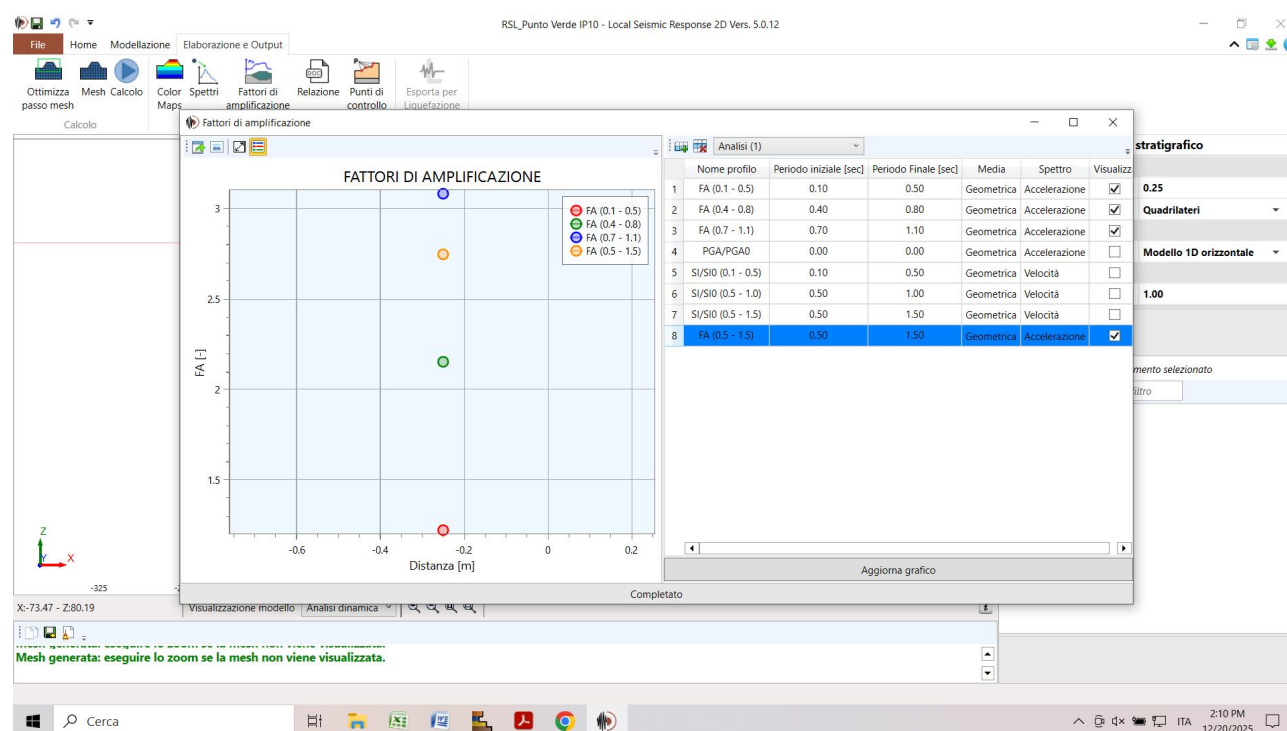 RSL_Punto Verde IP10 - Local Seismic Response 2D Vers. 5.0.12
File Home Modellazione Elaborazione e Output
Ottimizza passo mesh
Mesh
Calcolo
Color Maps
Spettri
Fattori di amplificazione
Relazione
Punti di controllo
Esporta per Liquefazione
Calcolo
Fattori di amplificazione
Analisi (1)
FATTORI DI AMPLIFICAZIONE
FA (0.1 - 0.5)
FA (0.4 - 0.8)
FA (0.7 - 1.1)
FA (0.5 - 1.5)
3
2.5
2
1.5
FA [-]
-0.6 -0.4 -0.2 0 0.2
Distanza [m]
Nome profilo Periodo iniziale [sec] Periodo Finale [sec] Media Spettro Visualizz
1 FA (0.1 - 0.5) 0.10 0.50 Geometrica Accelerazione
2 FA (0.4 - 0.8) 0.40 0.80 Geometrica Accelerazione
3 FA (0.7 - 1.1) 0.70 1.10 Geometrica Accelerazione
4 PGA/PGA0 0.00 0.00 Geometrica Accelerazione
5 SI/SI0 (0.1 - 0.5) 0.10 0.50 Geometrica Velocità
6 SI/SI0 (0.5 - 1.0) 0.50 1.00 Geometrica Velocità
7 SI/SI0 (0.5 - 1.5) 0.50 1.50 Geometrica Velocità
8 FA (0.5 - 1.5) 0.50 1.50 Geometrica Accelerazione
Aggiorna grafico
Completato
stratigrafico
0.25
Quadrilateri
Modello 1D orizzontale
1.00
mento selezionato
filtro
Z
Y X
-325
X:-73.47 - Z:80.19
Visualizzazione modello Analisi dinamica
Mesh generata: eseguire lo zoom se la mesh non viene visualizzata.
Mesh generata: eseguire lo zoom se la mesh non viene visualizzata.
Cerca
ITA
2:10 PM
12/20/2025